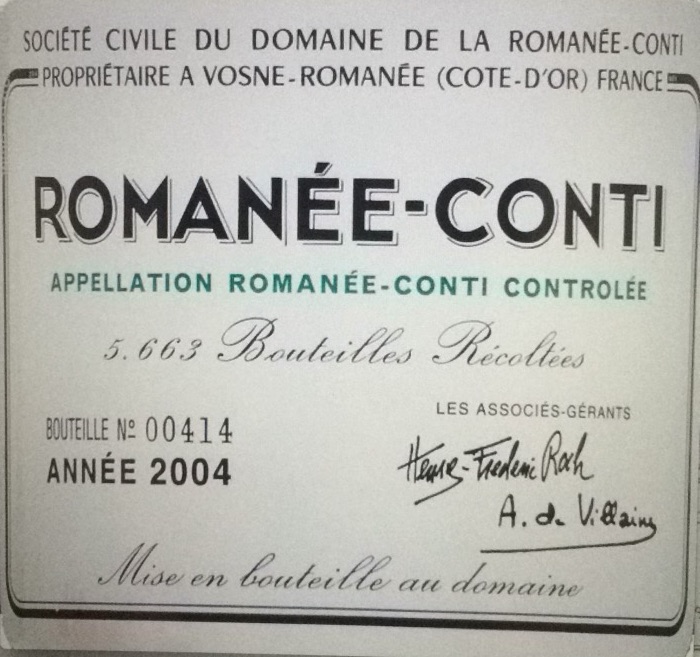 SOCIÉTÉ CIVILE DU DOMAINE DE LA ROMANÉE-CONTI
PROPRIÉTAIRE A VOSNE-ROMANÉE (COTE-D'OR) FRANCE
ROMANÉE-CONTI
APPELLATION ROMANÉE-CONTI CONTROLÉE
5.663 Bouteilles Récoltées
LES ASSOCIÉS-GÉRANTS
BOUTEILLE Nº 00414
Henry-Frédéric Roch
ANNÉE 2004
A. de Villaine
Mise en bouteille au domaine